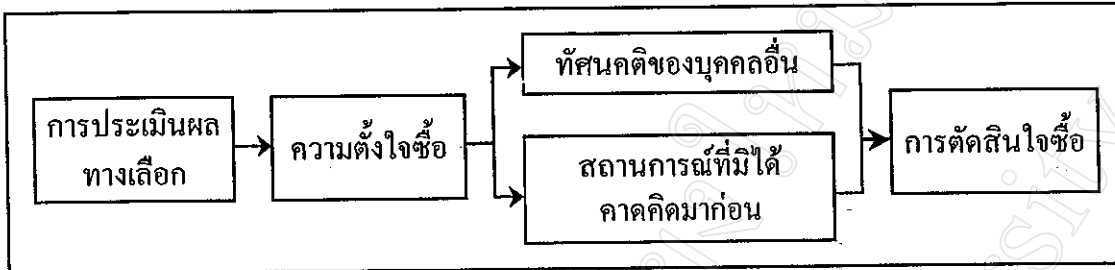 การประเมินผล
ทางเลือก
ความตั้งใจซื้อ
ทัศนคติของบุคคลอื่น
สถานการณ์ที่มิได้
คาดคิดมาก่อน
การตัดสินใจซื้อ